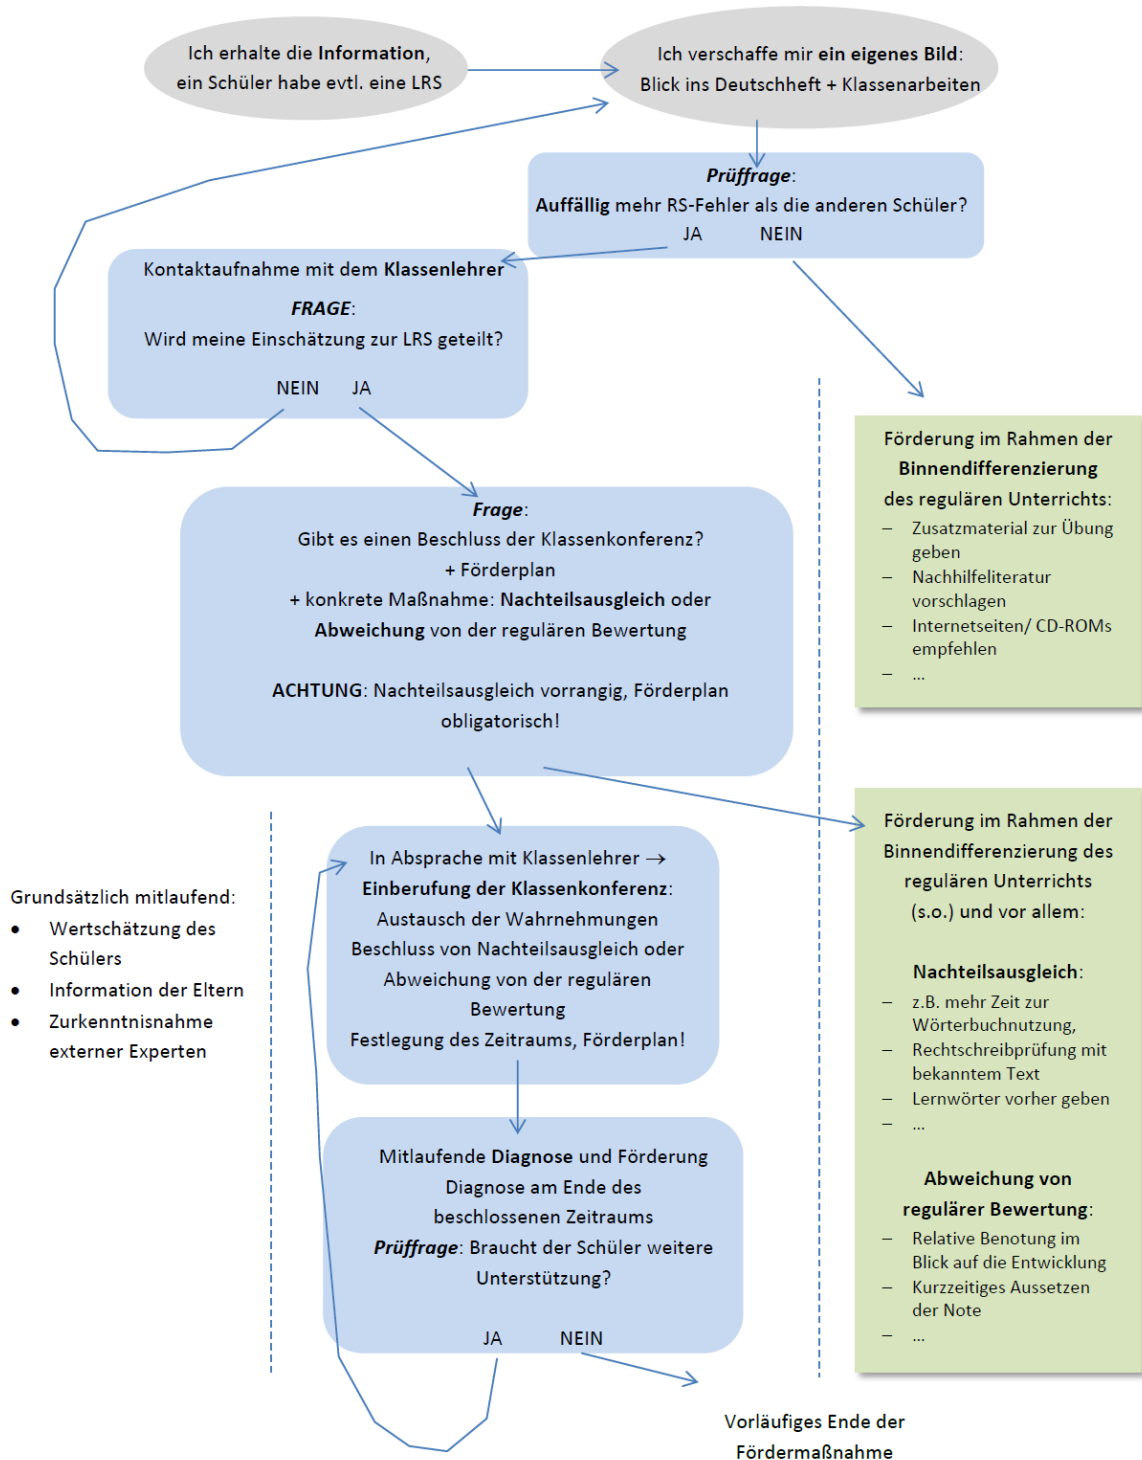 Ich erhalte die Information,
ein Schüler habe evtl. eine LRS
Ich verschaffe mir ein eigenes Bild:
Blick ins Deutschheft + Klassenarbeiten
Prüffrage:
Auffällig mehr RS-Fehler als die anderen Schüler?
JA NEIN
Kontaktaufnahme mit dem Klassenlehrer
FRAGE:
Wird meine Einschätzung zur LRS geteilt?
NEIN JA
Förderung im Rahmen der
Binnendifferenzierung
des regulären Unterrichts:
– Zusatzmaterial zur Übung
geben
– Nachhilfeliteratur
vorschlagen
– Internetseiten/ CD-ROMs
empfehlen
– …
Frage:
Gibt es einen Beschluss der Klassenkonferenz?
+ Förderplan
+ konkrete Maßnahme: Nachteilsausgleich oder
Abweichung von der regulären Bewertung
ACHTUNG: Nachteilsausgleich vorrangig, Förderplan
obligatorisch!
Grundsätzlich mitlaufend:
• Wertschätzung des
Schülers
• Information der Eltern
• Zurkenntnisnahme
externer Experten
In Absprache mit Klassenlehrer →
Einberufung der Klassenkonferenz:
Austausch der Wahrnehmungen
Beschluss von Nachteilsausgleich oder
Abweichung von der regulären
Bewertung
Festlegung des Zeitraums, Förderplan!
Förderung im Rahmen der
Binnendifferenzierung des
regulären Unterrichts
(s.o.) und vor allem:
Nachteilsausgleich:
– z.B. mehr Zeit zur
Wörterbuchnutzung,
– Rechtschreibprüfung mit
bekanntem Text
– Lernwörter vorher geben
– …
Abweichung von
regulärer Bewertung:
– Relative Benotung im
Blick auf die Entwicklung
– Kurzzeitiges Aussetzen
der Note
– …
Mitlaufende Diagnose und Förderung
Diagnose am Ende des
beschlossenen Zeitraums
Prüffrage: Braucht der Schüler weitere
Unterstützung?
JA NEIN
Vorläufiges Ende der
Fördermaßnahme